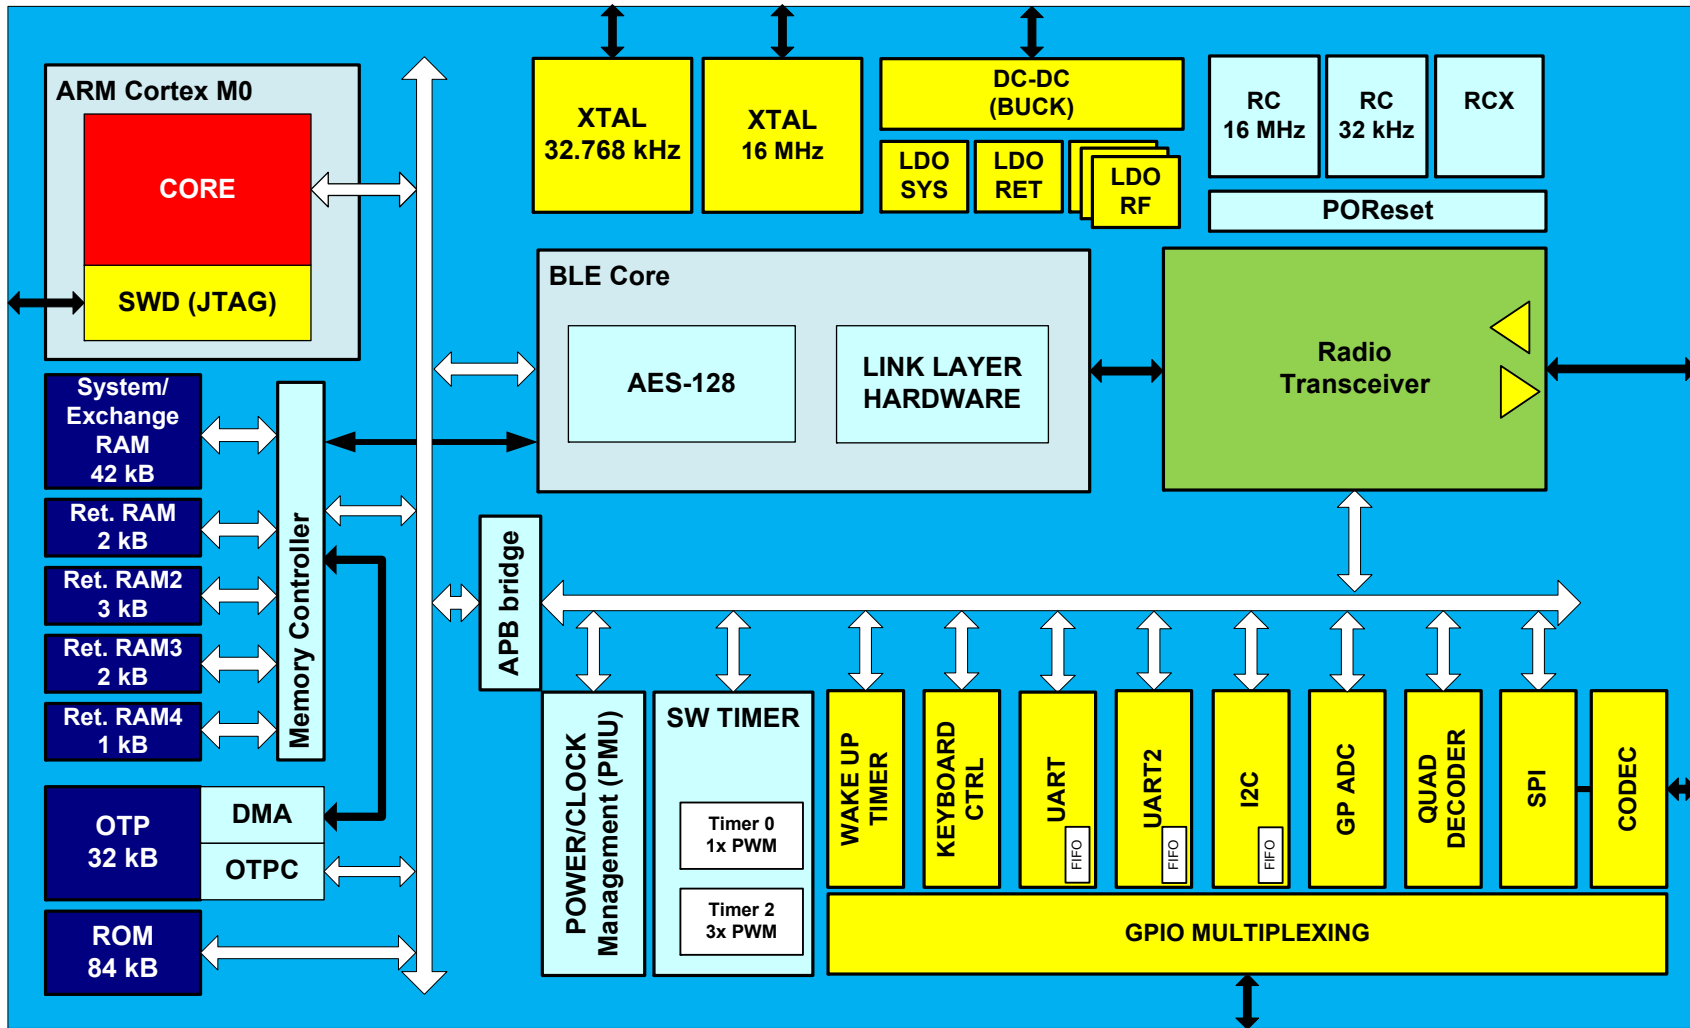 ARM Cortex M0
CORE
SWD (JTAG)
XTAL
32.768 kHz
XTAL
16 MHz
DC-DC
(BUCK)
LDO
SYS
LDO
RET
LDO
RF
RC
16 MHz
RC
32 kHz
RCX
POReset
BLE Core
AES-128
LINK LAYER
HARDWARE
Radio
Transceiver
System/
Exchange
RAM
42 kB
Ret. RAM
2 kB
Ret. RAM2
3 kB
Ret. RAM3
2 kB
Ret. RAM4
1 kB
Memory Controller
OTP
32 kB
DMA
OTPC
ROM
84 kB
APB bridge
POWER/CLOCK
Management (PMU)
SW TIMER
Timer 0
1x PWM
Timer 2
3x PWM
WAKE UP
TIMER
KEYBOARD
CTRL
UART
FIFO
UART2
FIFO
I2C
FIFO
GP ADC
QUAD
DECODER
SPI
CODEC
GPIO MULTIPLEXING